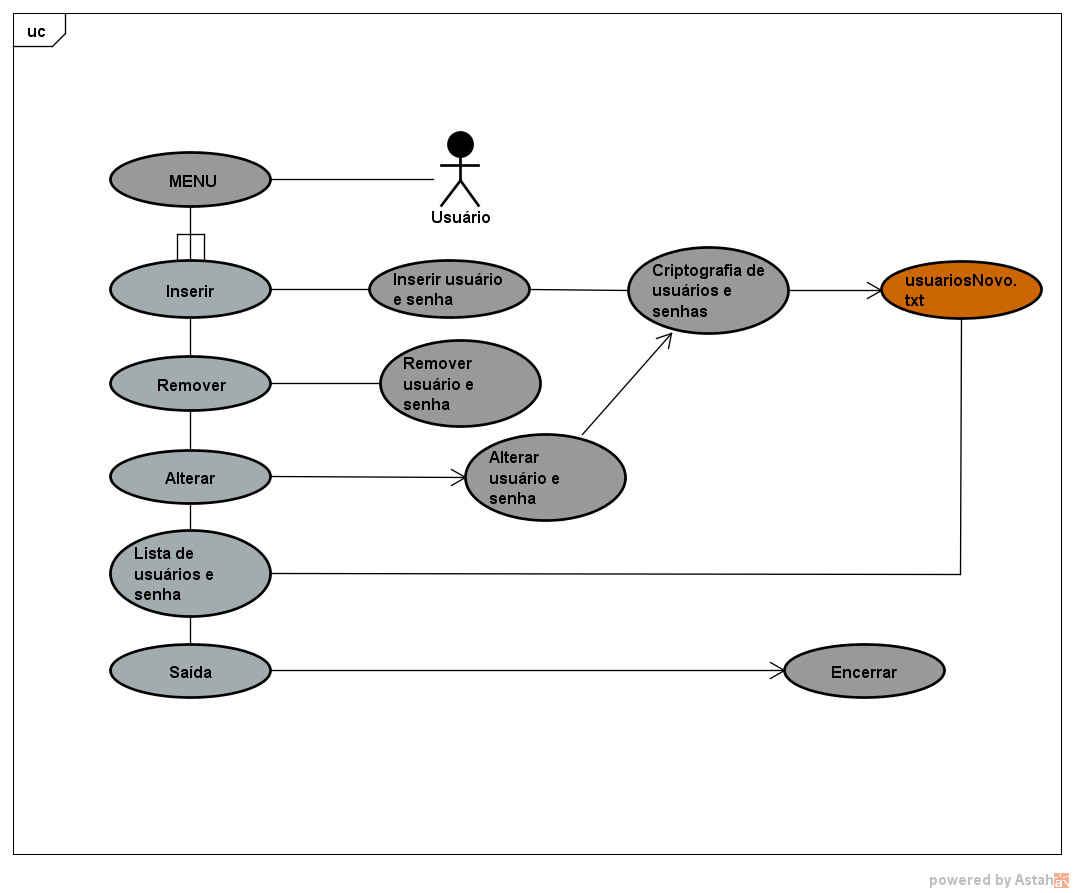 uc
MENU
Usuário
Inserir
Inserir usuário
e senha
Criptografia de
usuários e
senhas
usuariosNovo.
txt
Remover
Remover
usuário e
senha
Alterar
Alterar
usuário e
senha
Lista de
usuários e
senha
Saída
Encerrar
powered by Astah